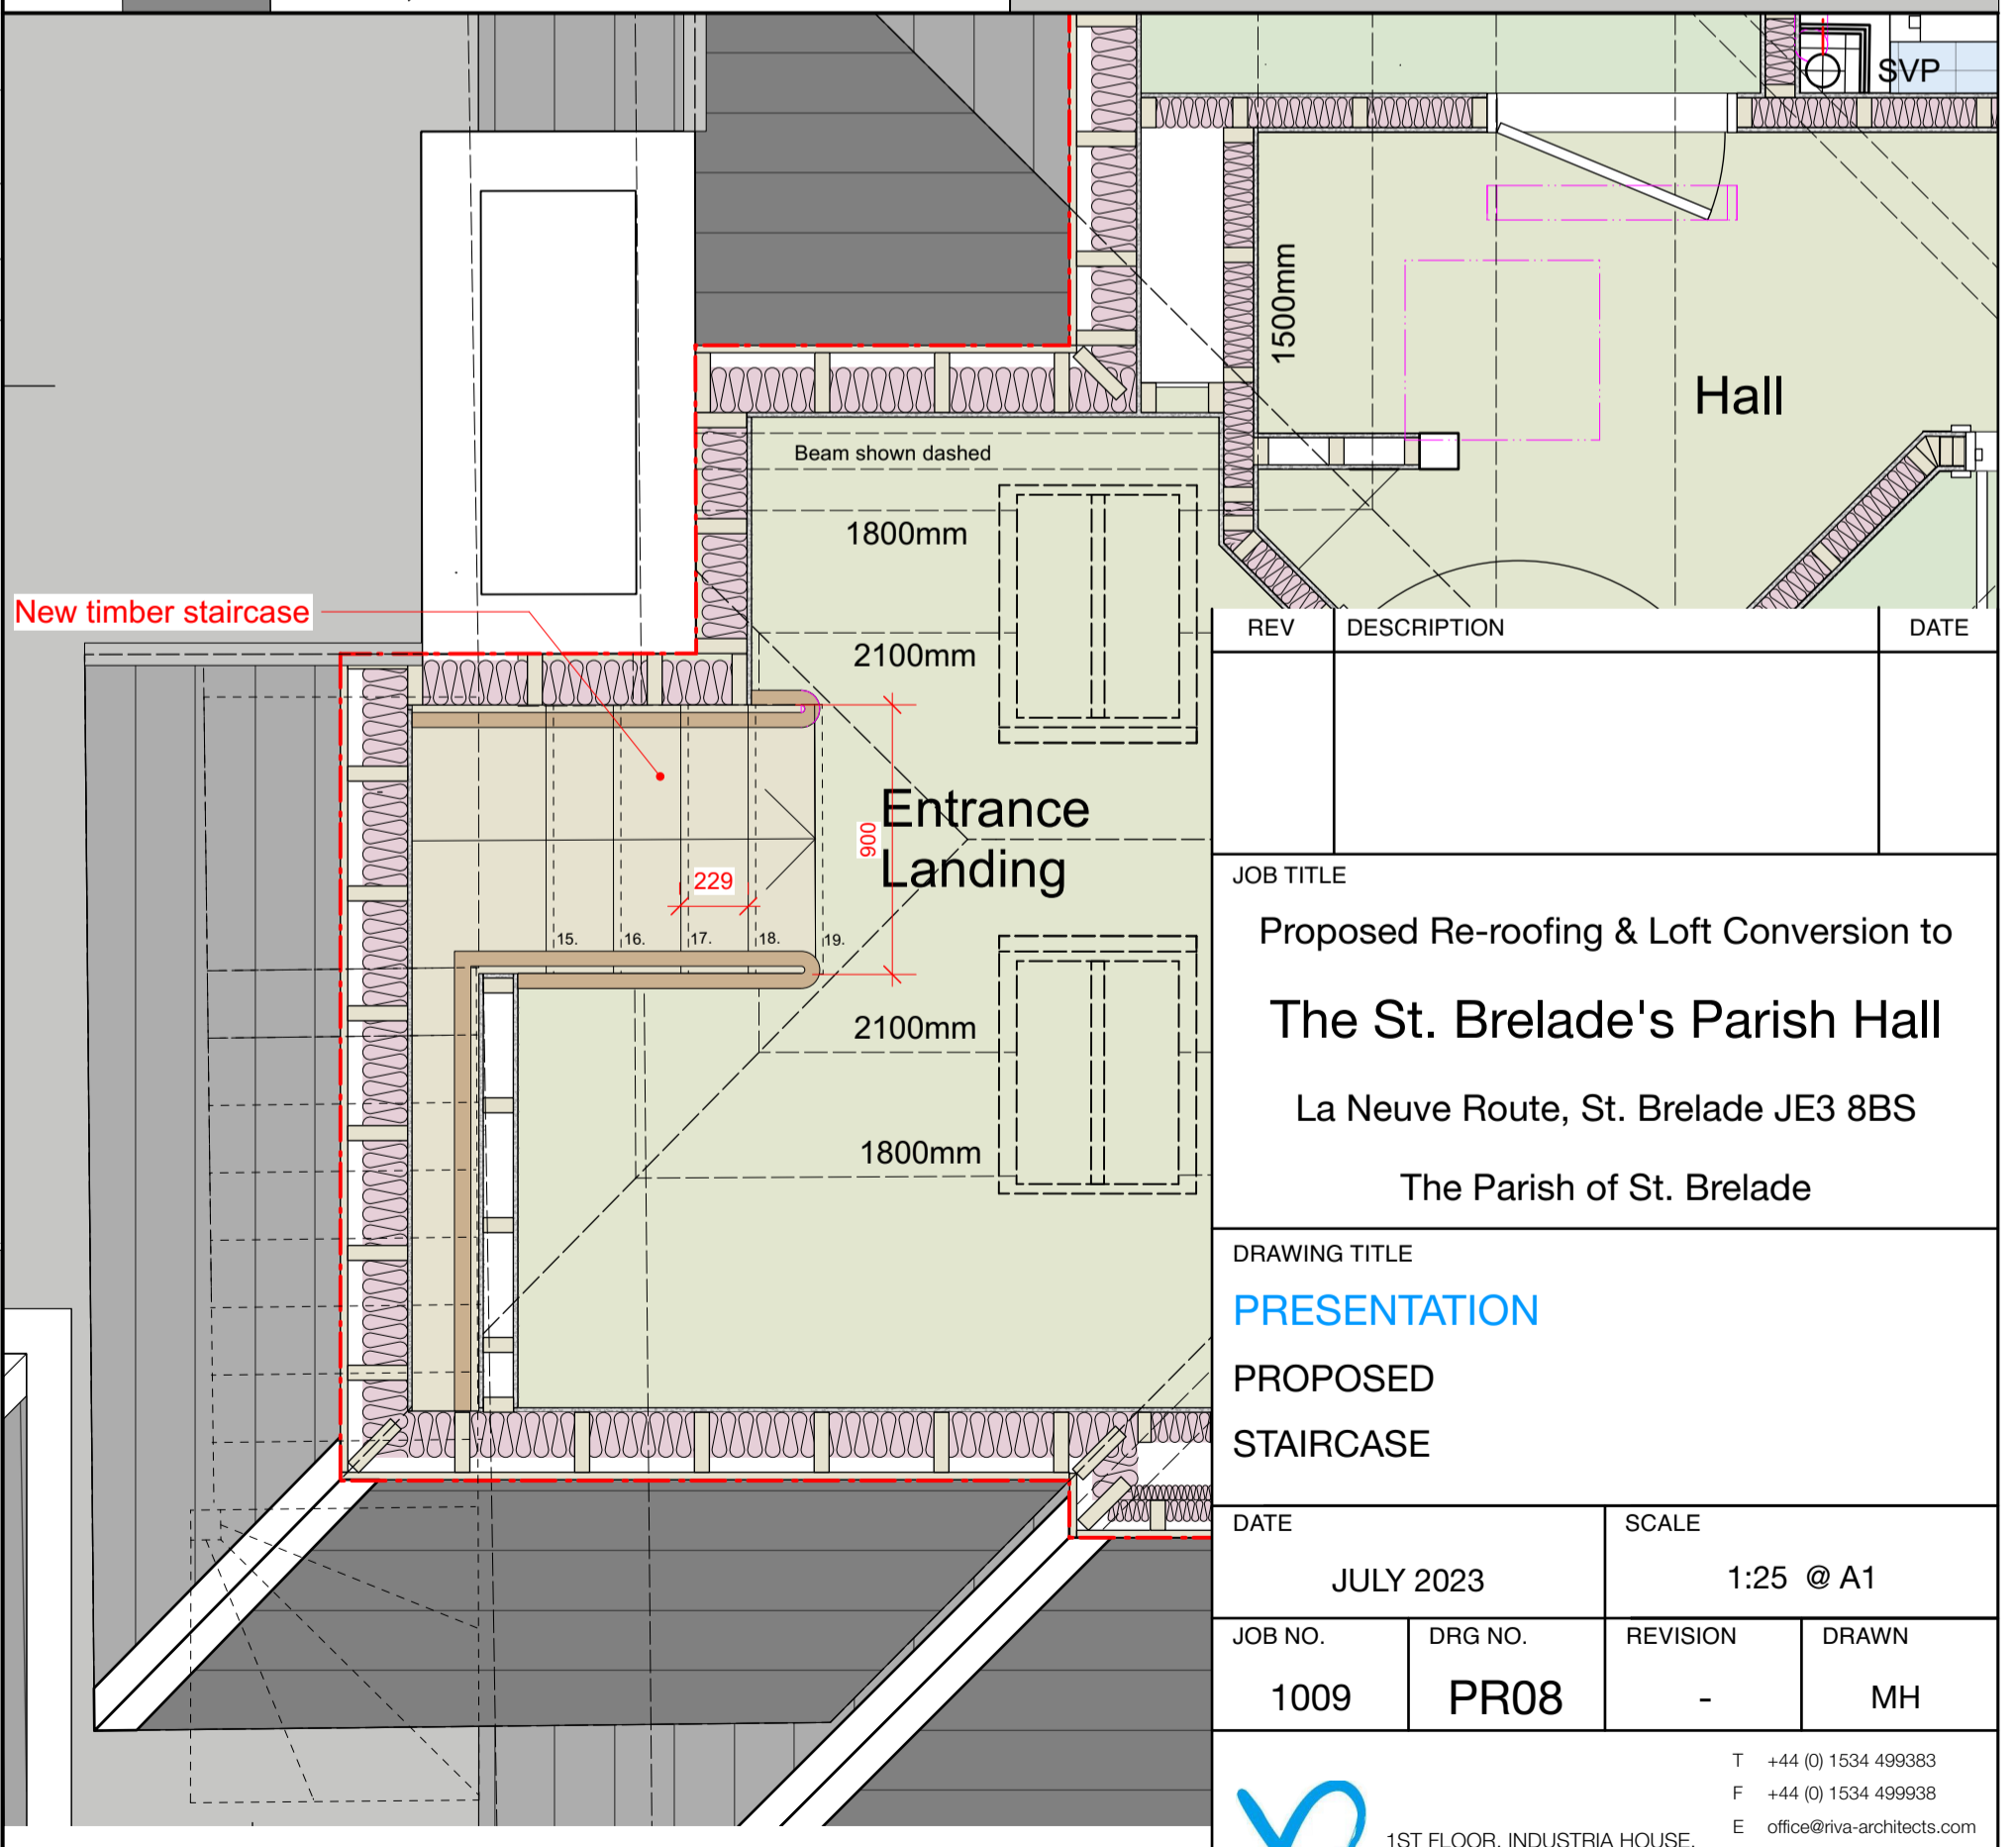 SVP
1500mm
Hall
Beam shown dashed
1800mm
New timber staircase
2100mm
Entrance
Landing
900
229
15. 16. 17. 18. 19.
2100mm
1800mm
REV DESCRIPTION DATE
JOB TITLE
Proposed Re-roofing & Loft Conversion to
The St. Brelade's Parish Hall
La Neuve Route, St. Brelade JE3 8BS
The Parish of St. Brelade
DRAWING TITLE
PRESENTATION
PROPOSED
STAIRCASE
DATE SCALE
JULY 2023 1:25 @ A1
JOB NO. DRG NO. REVISION DRAWN
1009 PR08 - MH
T +44 (0) 1534 499383
F +44 (0) 1534 499938
E office@riva-architects.com
1ST FLOOR, INDUSTRIA HOUSE,